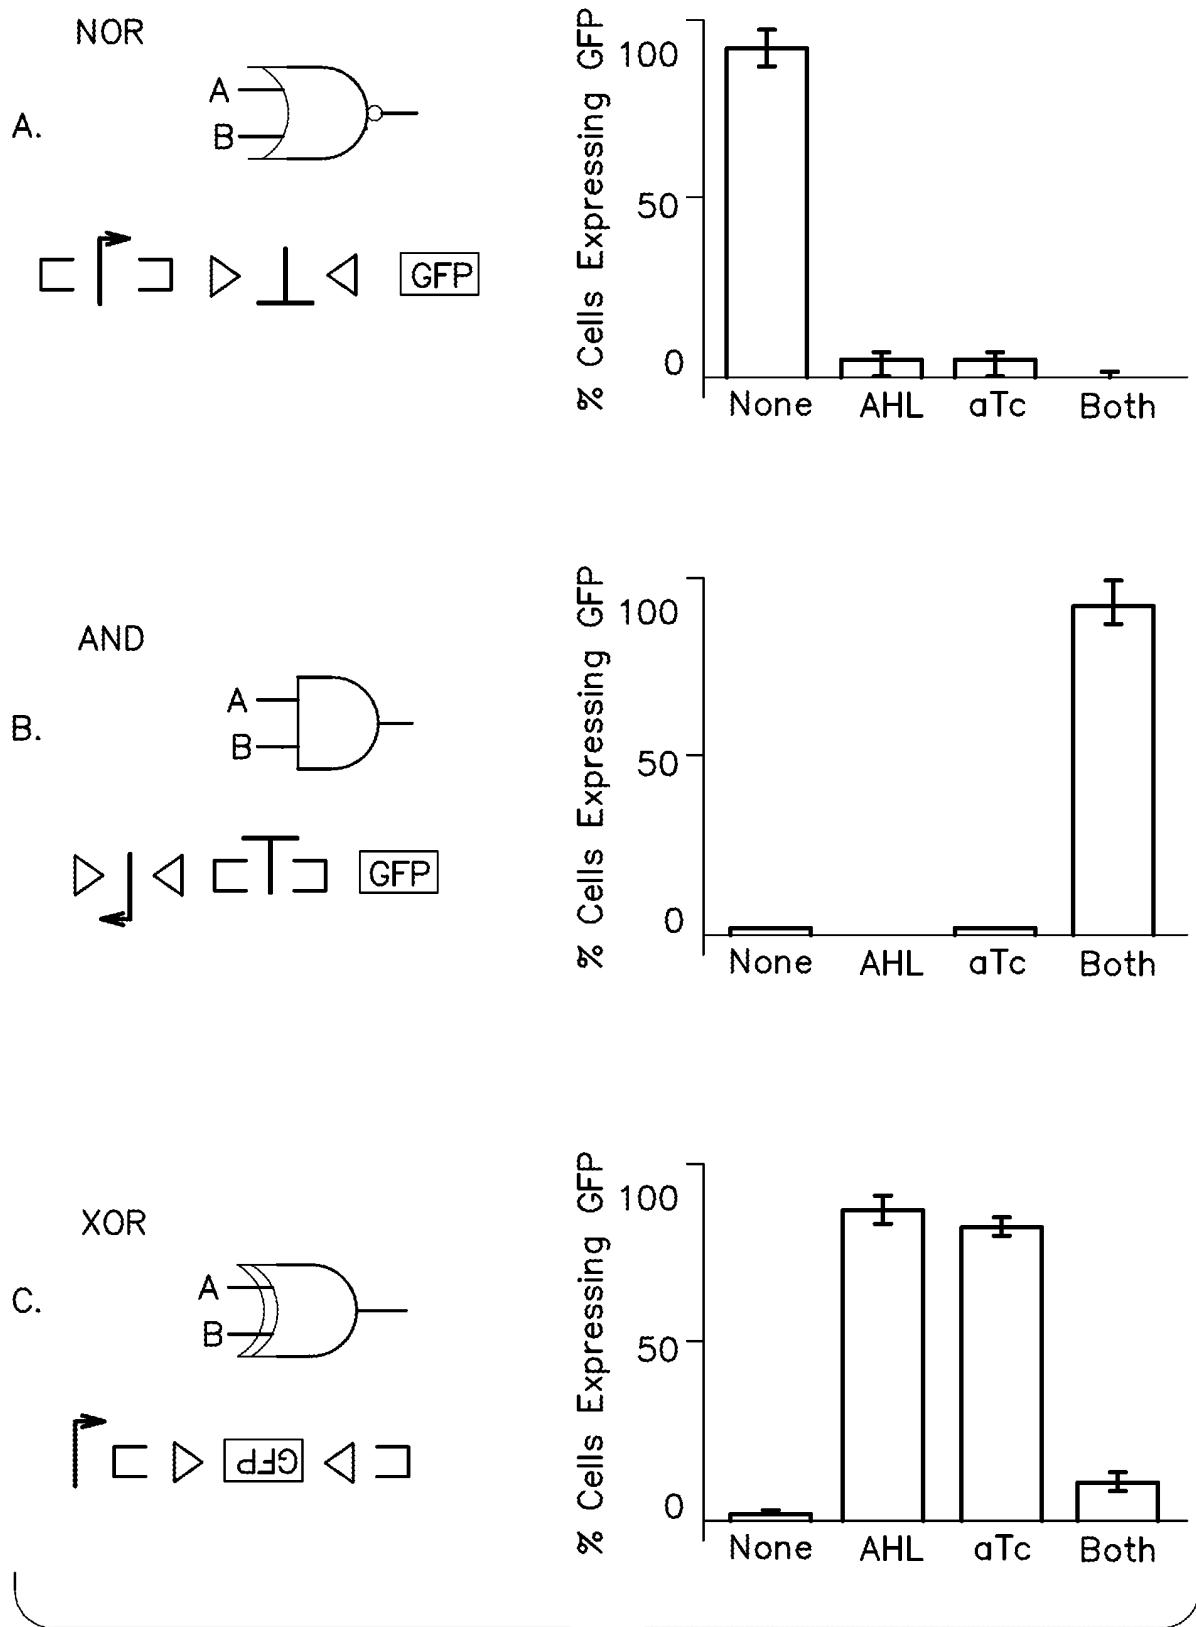 NOR
A.
A
B
GFP
% Cells Expressing GFP
100
50
0
None AHL aTc Both
AND
B.
A
B
GFP
% Cells Expressing GFP
100
50
0
None AHL aTc Both
XOR
C.
A
B
GFP
% Cells Expressing GFP
100
50
0
None AHL aTc Both